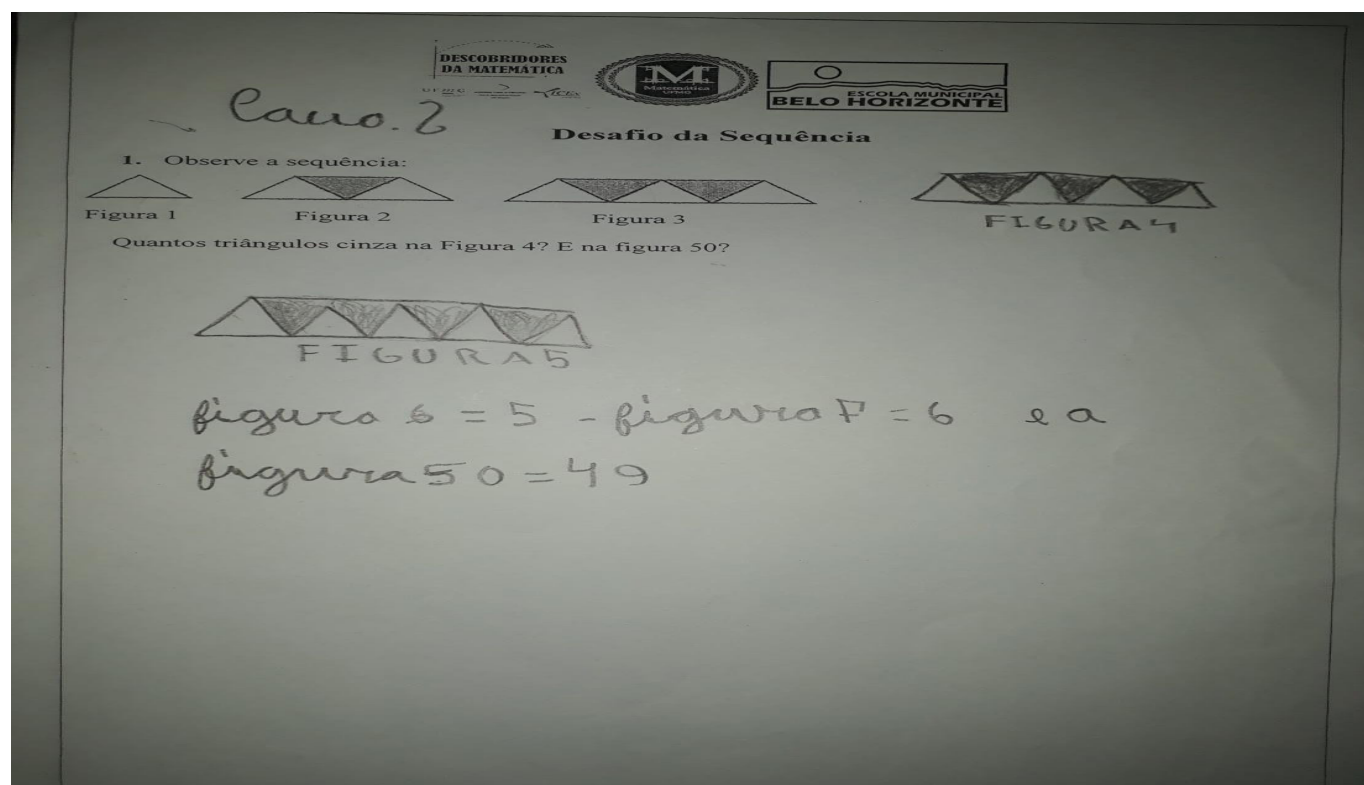 DESCOBRIDORES
DA MATEMÁTICA
M
Matemática
UFMG
ESCOLA MUNICIPAL
BELO HORIZONTE
2
Desafio da Sequência
1. Observe a sequência:
Figura 1 Figura 2 Figura 3 FIGURA 4
Quantos triângulos cinza na Figura 4? E na figura 50?
FIGURA 5
figura 6 = 5 - figura 7 = 6 e a
figura 50 = 49